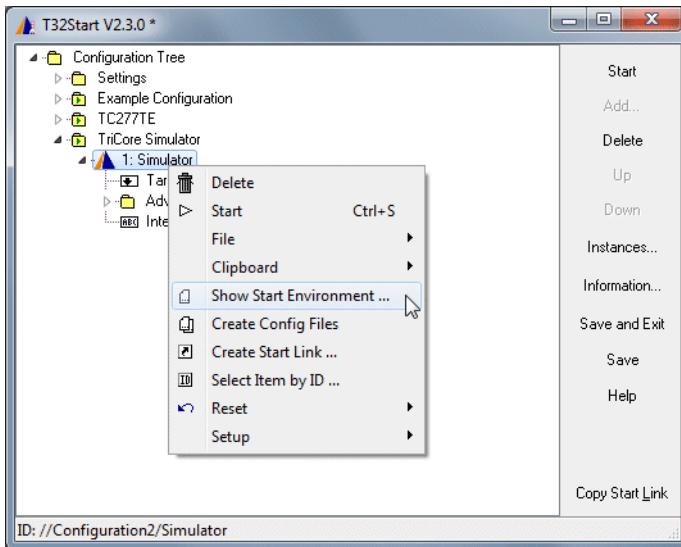 T32Start V2.3.0 *
Configuration Tree
Settings
Example Configuration
TC277TE
TriCore Simulator
1: Simulator
Tar
Adv
ABC Inte
Delete
Start Ctrl+S
File
Clipboard
Show Start Environment ...
Create Config Files
Create Start Link ...
ID Select Item by ID ...
Reset
Setup
Start
Add...
Delete
Up
Down
Instances...
Information...
Save and Exit
Save
Help
Copy Start Link
ID: //Configuration2/Simulator